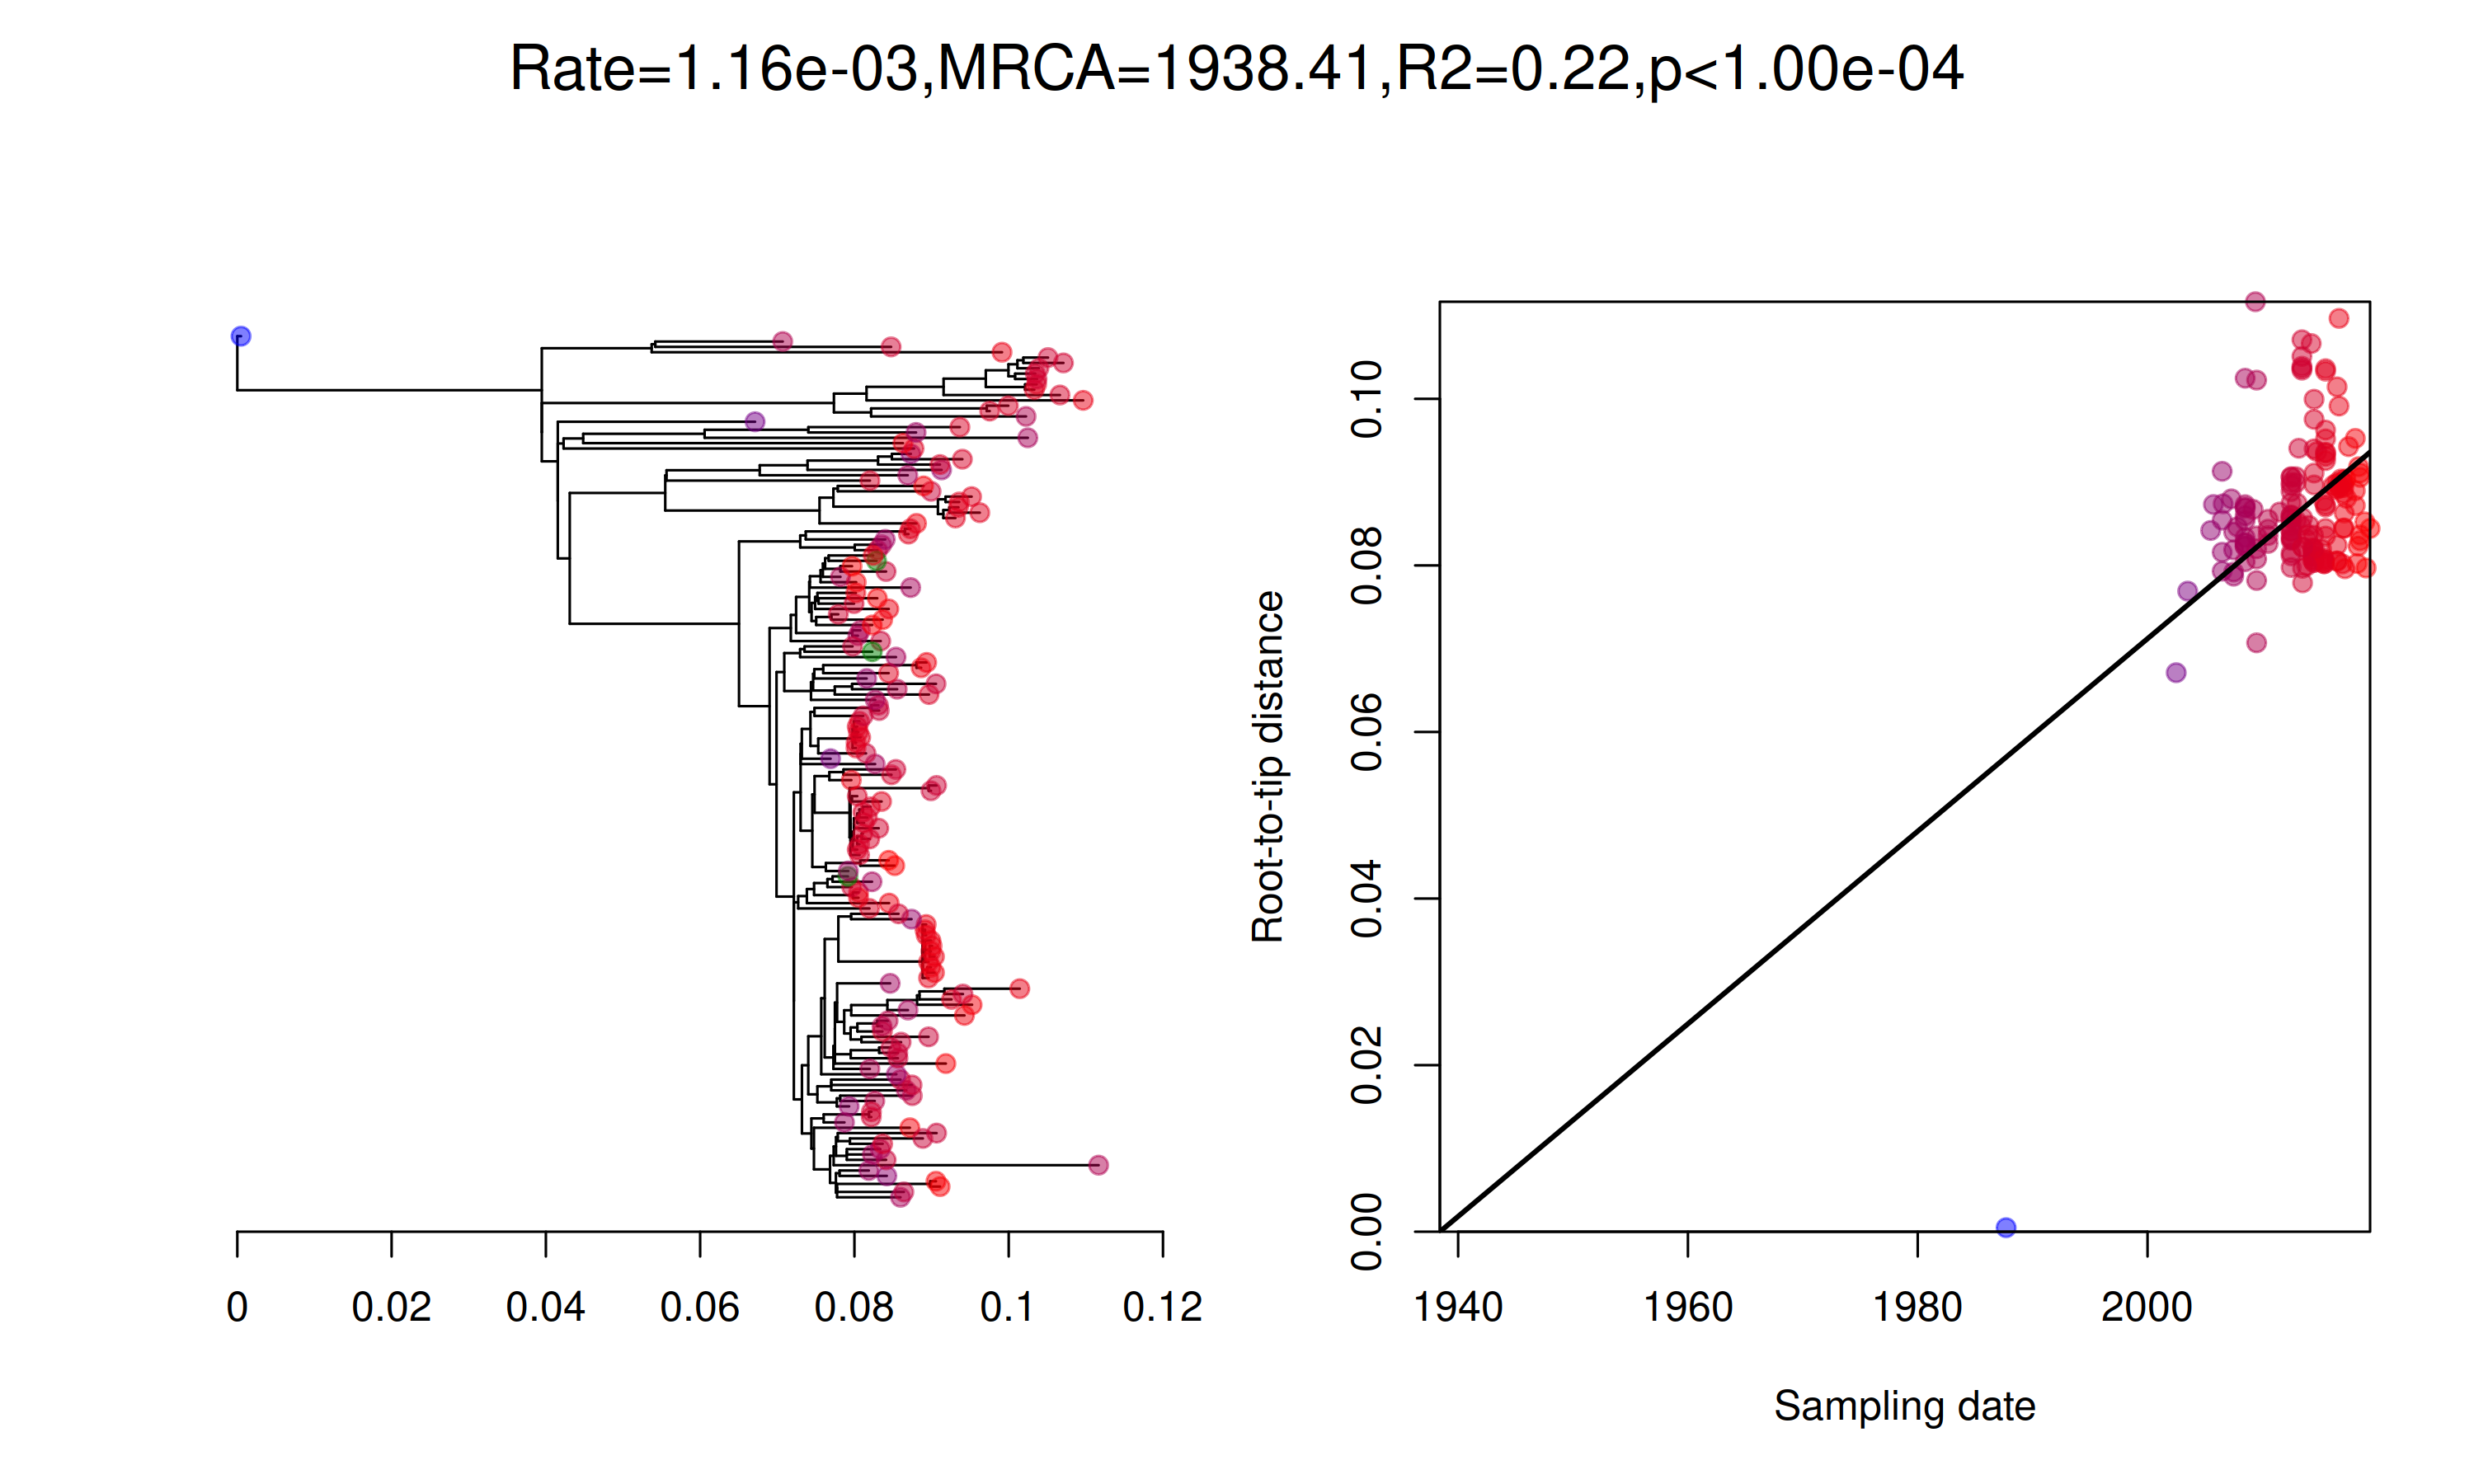 Rate=1.16e-03,MRCA=1938.41,R2=0.22,p<1.00e-04
0 0.02 0.04 0.06 0.08 0.1 0.12
Root-to-tip distance
0.00 0.02 0.04 0.06 0.08 0.10
1940 1960 1980 2000
Sampling date